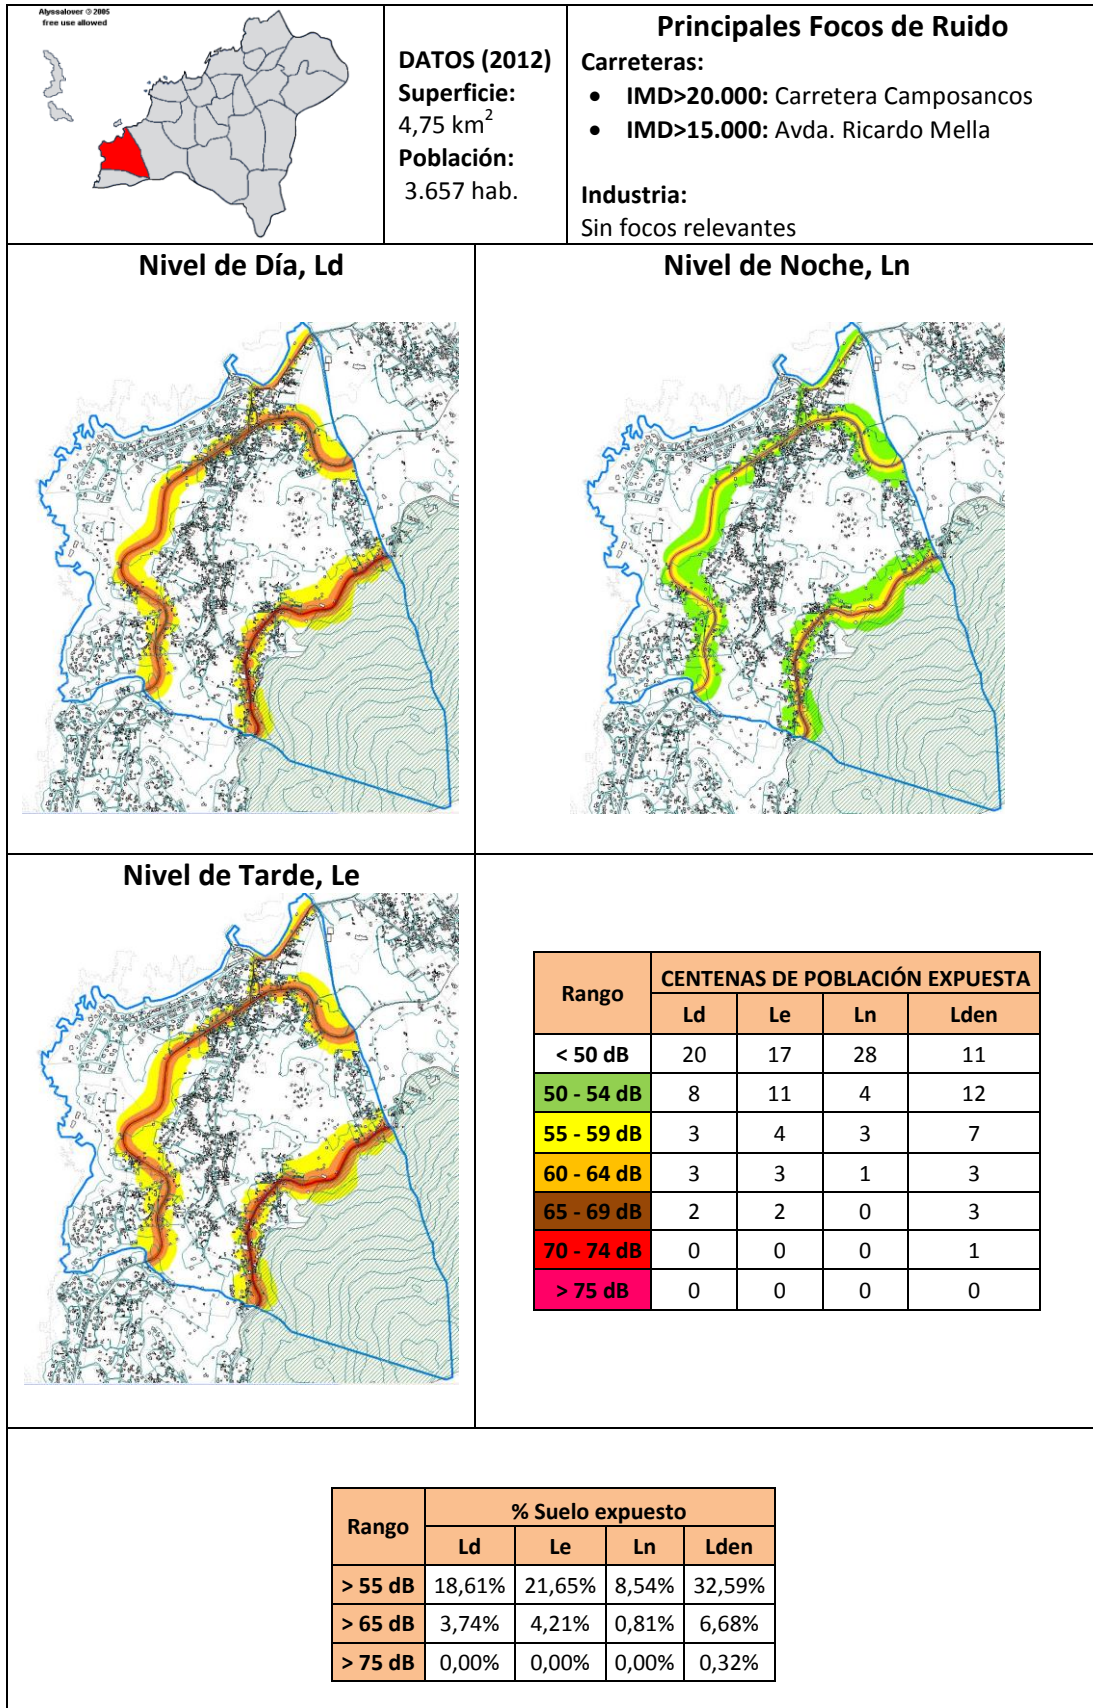 Alyssalover © 2005
free use allowed
DATOS (2012)
Superficie:
4,75 km²
Población:
3.657 hab.
Principales Focos de Ruido
Carreteras:
• IMD>20.000: Carretera Camposancos
• IMD>15.000: Avda. Ricardo Mella
Industria:
Sin focos relevantes
Nivel de Día, Ld
Nivel de Noche, Ln
Nivel de Tarde, Le
Rango CENTENAS DE POBLACIÓN EXPUESTA
Ld Le Ln Lden
< 50 dB 20 17 28 11
50 - 54 dB 8 11 4 12
55 - 59 dB 3 4 3 7
60 - 64 dB 3 3 1 3
65 - 69 dB 2 2 0 3
70 - 74 dB 0 0 0 1
> 75 dB 0 0 0 0
Rango % Suelo expuesto
Ld Le Ln Lden
> 55 dB 18,61% 21,65% 8,54% 32,59%
> 65 dB 3,74% 4,21% 0,81% 6,68%
> 75 dB 0,00% 0,00% 0,00% 0,32%